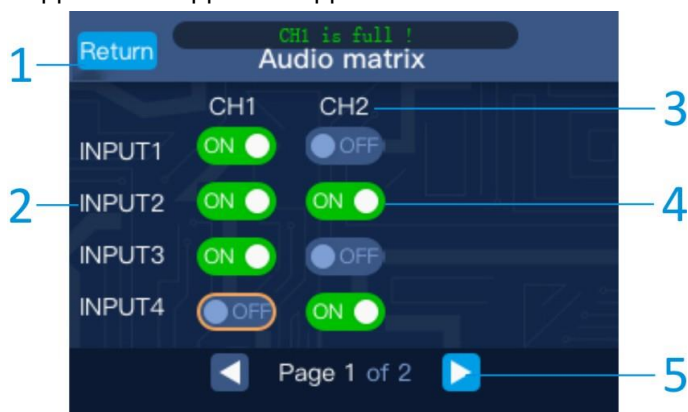 CH1 is full !
Return
Audio matrix
1
CH1 CH2
3
INPUT1 ON OFF
2
INPUT2 ON ON
4
INPUT3 ON OFF
INPUT4 OFF ON
Page 1 of 2
5